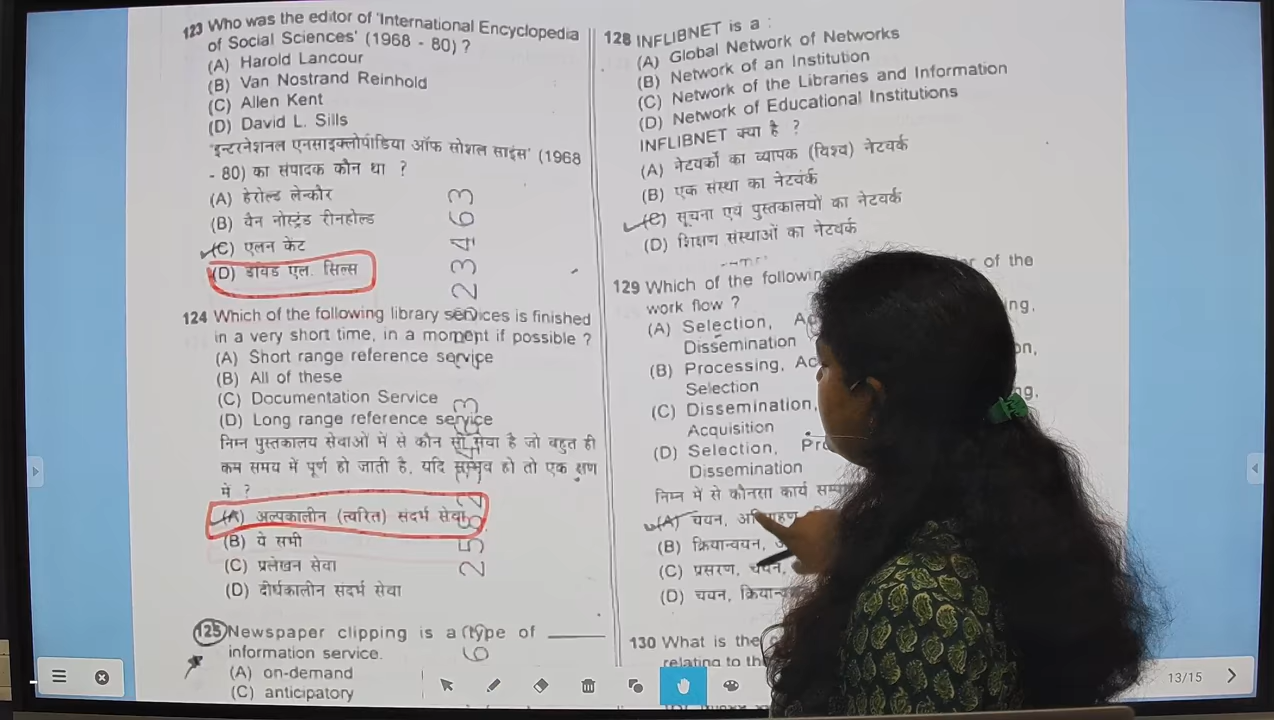 123 Who was the editor of 'International Encyclopedia
of Social Sciences' (1968 - 80) ?
(A) Harold Lancour
(B) Van Nostrand Reinhold
(C) Allen Kent
(D) David L. Sills
'इन्टरनेशनल एनसाइक्लोपीडिया ऑफ सोशल साइंस' (1968
- 80) का संपादक कौन था ?
(A) हेरोल्ड लेन्कौर
(B) वैन नोस्ट्रंड रीनहोल्ड
(C) एलन केंट
(D) डेविड एल. सिल्स
124 Which of the following library services is finished
in a very short time, in a moment if possible ?
(A) Short range reference service
(B) All of these
(C) Documentation Service
(D) Long range reference service
निम्न पुस्तकालय सेवाओं में से कौन सी सेवा है जो बहुत ही
कम समय में पूर्ण हो जाती है, यदि सम्भव हो तो एक क्षण
में ?
(A) अल्पकालीन (त्वरित) संदर्भ सेवा
(B) ये सभी
(C) प्रलेखन सेवा
(D) दीर्घकालीन संदर्भ सेवा
125 Newspaper clipping is a type of ______
information service.
(A) on-demand
(C) anticipatory
128 INFLIBNET is a :
(A) Global Network of Networks
(B) Network of an Institution
(C) Network of the Libraries and Information
(D) Network of Educational Institutions
INFLIBNET क्या है ?
(A) नेटवर्कों का व्यापक (विश्व) नेटवर्क
(B) एक संस्था का नेटवर्क
(C) सूचना एवं पुस्तकालयों का नेटवर्क
(D) शिक्षण संस्थाओं का नेटवर्क
129 Which of the following of the
work flow ?
(A) Selection,
Dissemination
(B) Processing,
Selection
(C) Dissemination,
Acquisition
(D) Selection,
Dissemination
निम्न में से कौनसा कार्य
(A) चयन,
(B) क्रियान्वयन,
(C) प्रसरण, चयन,
(D) चयन,
130 What is the
relating to the
13/15